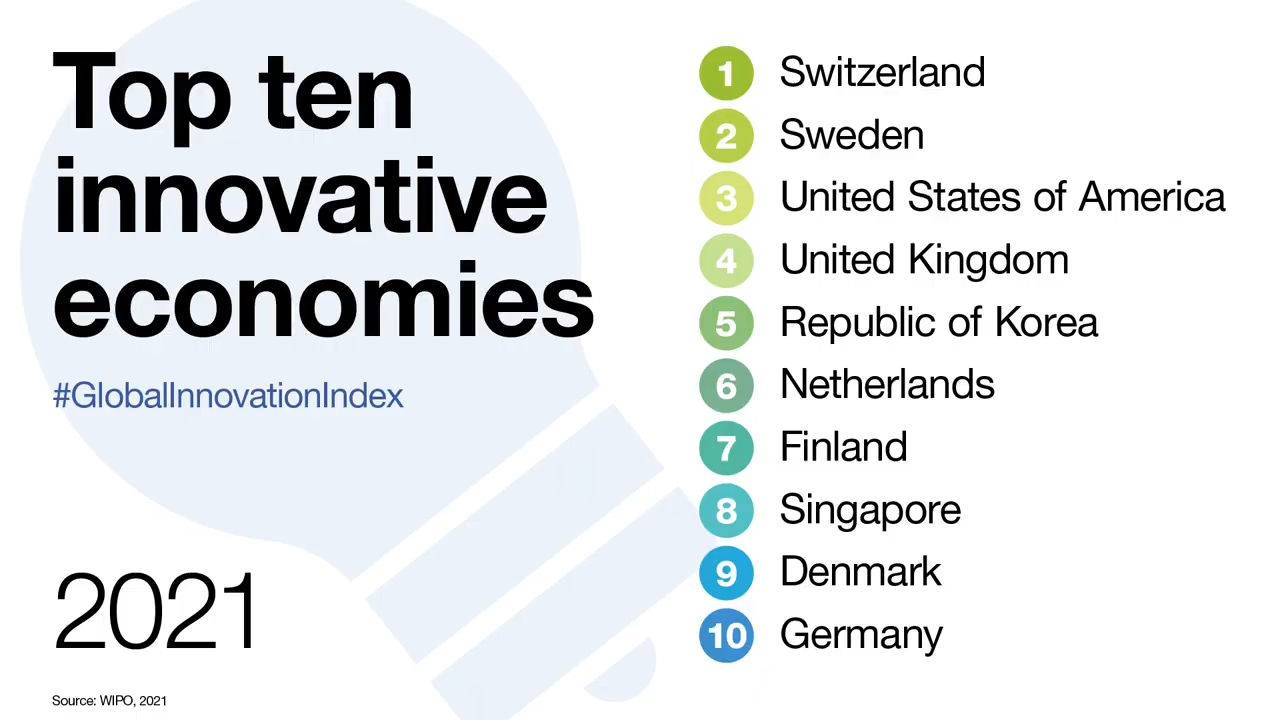 Top ten
innovative
economies
#GlobalInnovationIndex
2021
Source: WIPO, 2021
1 Switzerland
2 Sweden
3 United States of America
4 United Kingdom
5 Republic of Korea
6 Netherlands
7 Finland
8 Singapore
9 Denmark
10 Germany